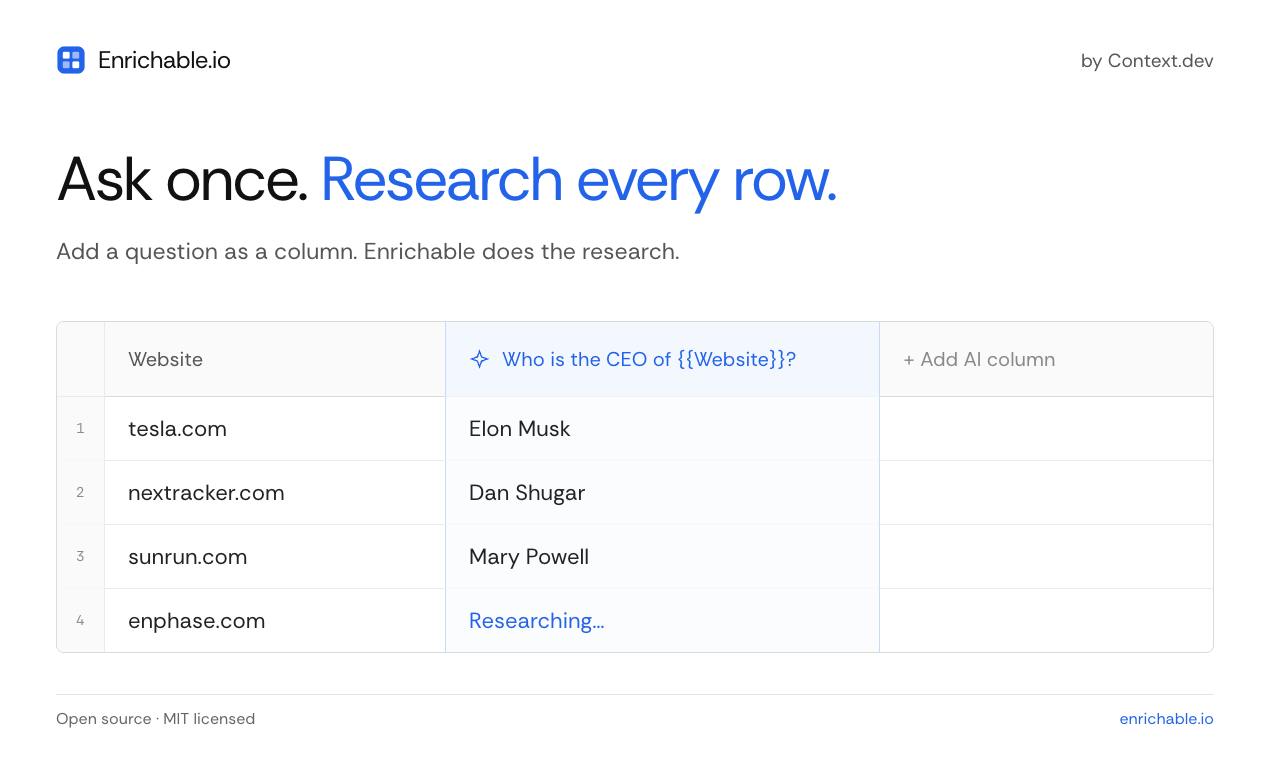 Enrichable.io
by Context.dev
Ask once. Research every row.
Add a question as a column. Enrichable does the research.
Website
Who is the CEO of {{Website}}?
+ Add AI column
1 tesla.com Elon Musk
2 nextracker.com Dan Shugar
3 sunrun.com Mary Powell
4 enphase.com Researching...
Open source · MIT licensed
enrichable.io